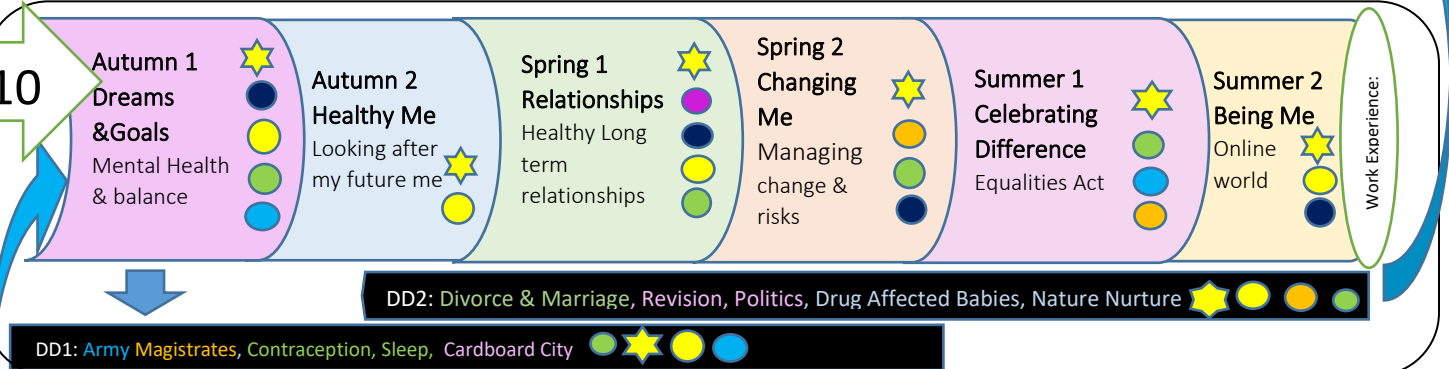 10
Autumn 1
Dreams
&Goals
Mental Health
& balance
Autumn 2
Healthy Me
Looking after
my future me
Spring 1
Relationships
Healthy Long
term
relationships
Spring 2
Changing
Me
Managing
change &
risks
Summer 1
Celebrating
Difference
Equalities Act
Summer 2
Being Me
Online
world
Work Experience:
DD2: Divorce & Marriage, Revision, Politics, Drug Affected Babies, Nature Nurture
DD1: Army Magistrates, Contraception, Sleep, Cardboard City